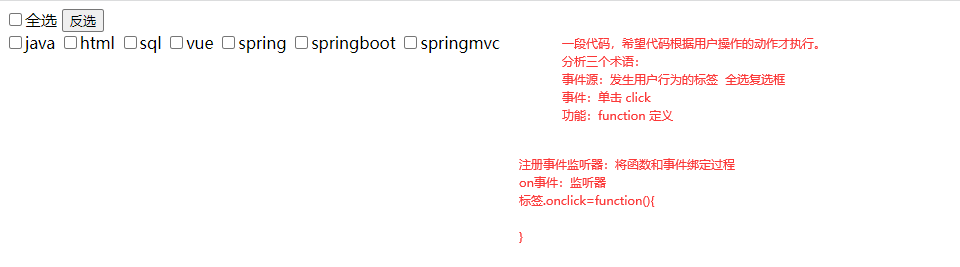 全选 反选
java html sql vue spring springboot springmvc
一段代码，希望代码根据用户操作的动作才执行。
分析三个术语：
事件源：发生用户行为的标签 全选复选框
事件：单击 click
功能：function 定义
注册事件监听器：将函数和事件绑定过程
on事件：监听器
标签.onclick=function(){
}